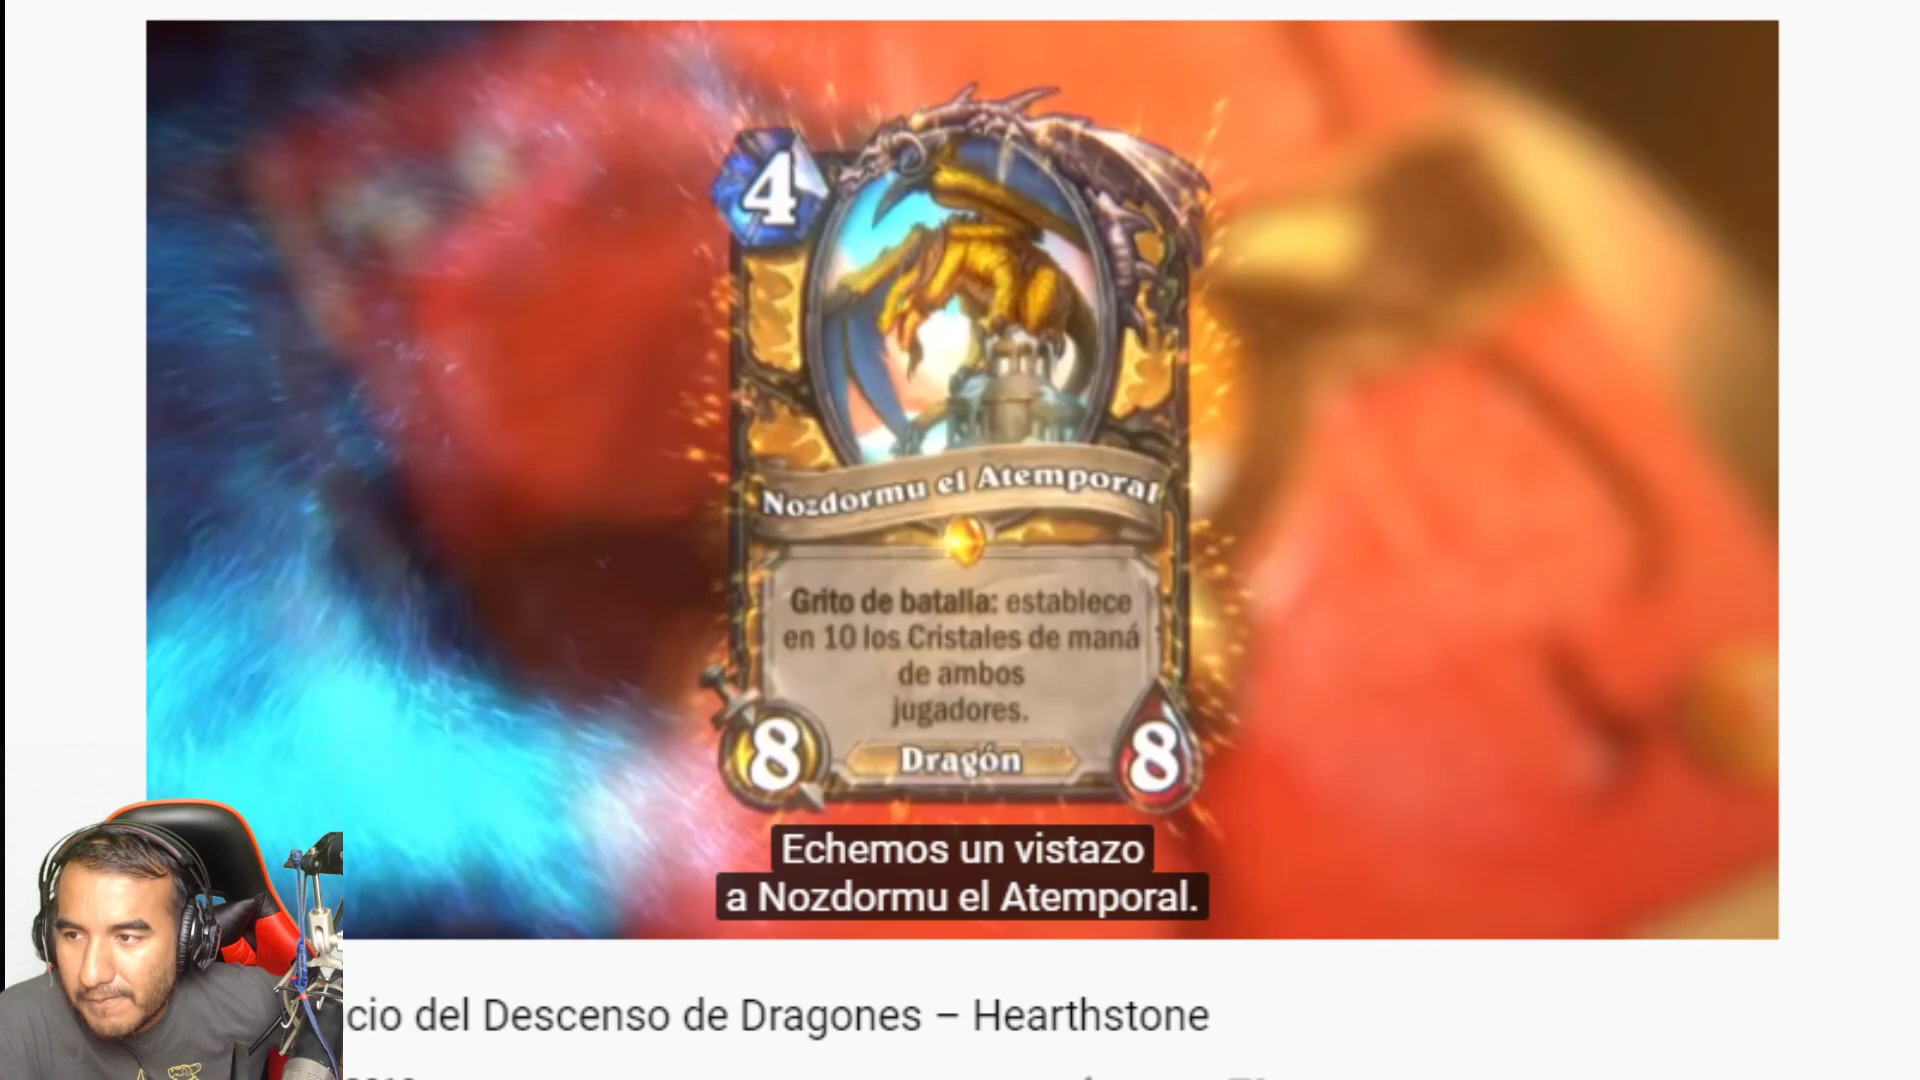 4
Nozdormu el Atemporal
Grito de batalla: establece
en 10 los Cristales de maná
de ambos
jugadores.
8
Dragón
8
Echemos un vistazo
a Nozdormu el Atemporal.
cio del Descenso de Dragones – Hearthstone